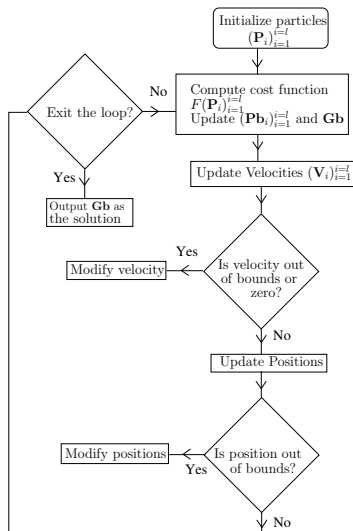 Initialize particles
(P_i)_{i=1}^{i=l}
No
Compute cost function
F(P_i)_{i=1}^{i=l}
Update (Pb_i)_{i=1}^{i=l} and Gb
Exit the loop?
Yes
Output Gb as
the solution
Update Velocities (V_i)_{i=1}^{i=l}
Yes
Modify velocity
Is velocity out
of bounds or
zero?
No
Update Positions
Modify positions
Yes
Is position out
of bounds?
No